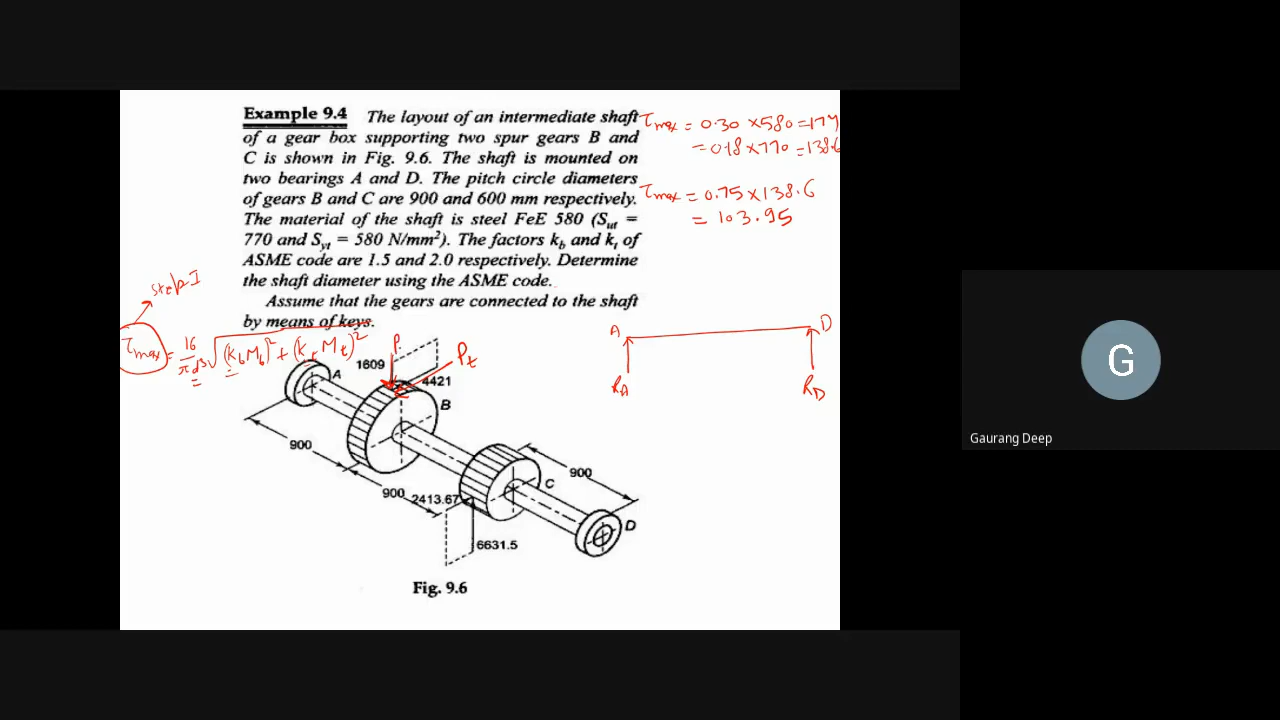 Example 9.4 The layout of an intermediate shaft
of a gear box supporting two spur gears B and
C is shown in Fig. 9.6. The shaft is mounted on
two bearings A and D. The pitch circle diameters
of gears B and C are 900 and 600 mm respectively.
The material of the shaft is steel FeE 580 (Sut =
770 and Syt = 580 N/mm²). The factors kb and kt of
ASME code are 1.5 and 2.0 respectively. Determine
the shaft diameter using the ASME code.
Assume that the gears are connected to the shaft
by means of keys.
τmax = 0.30 × 580 = 174
= 0.18 × 770 = 138.6
τmax = 0.75 × 138.6
= 103.95
step I
τmax = 16/πd³ √(kb Mb)² + (kt Mt)²
Pt
1609
4421
A
B
900
900
2413.67
900
C
D
6631.5
Fig. 9.6
A
D
RA
RD
G
Gaurang Deep